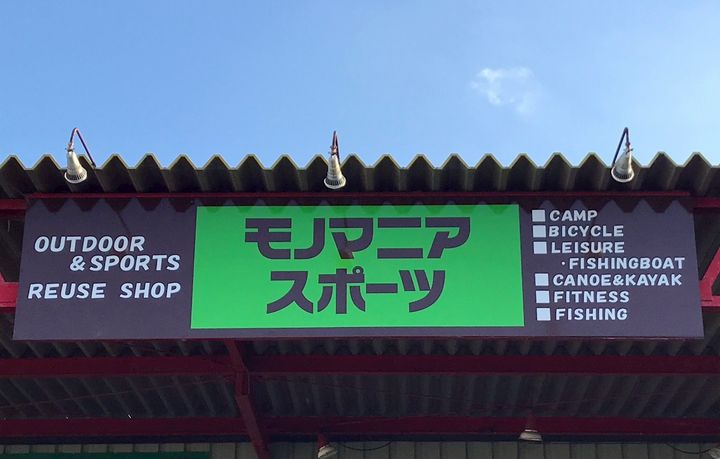 OUTDOOR
&SPORTS
REUSE SHOP
モノマニア
スポーツ
■CAMP
■BICYCLE
■LEISURE
・FISHINGBOAT
■CANOE&KAYAK
■FITNESS
■FISHING